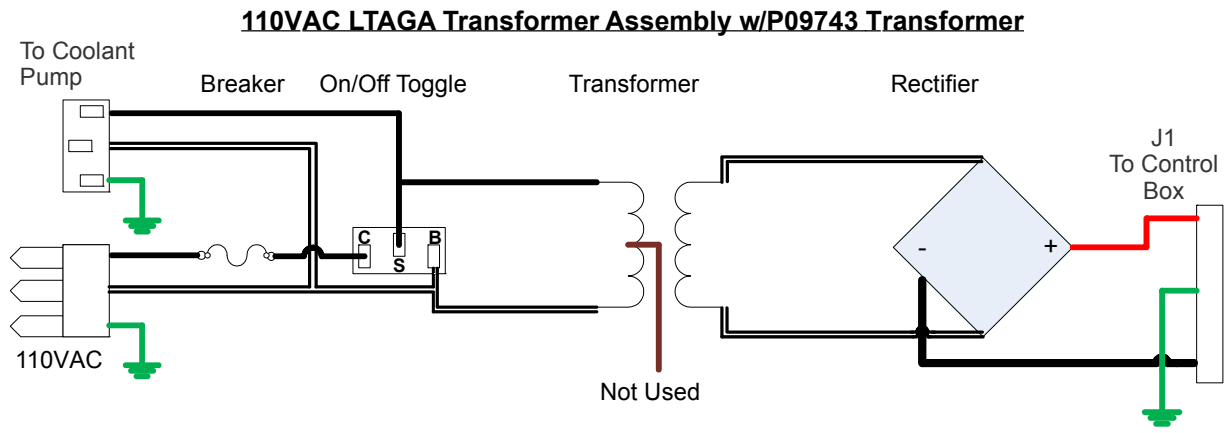 110VAC LTAGA Transformer Assembly w/P09743 Transformer
To Coolant
Pump
Breaker
On/Off Toggle
Transformer
Rectifier
J1
To Control
Box
C
S
B
-
+
110VAC
Not Used